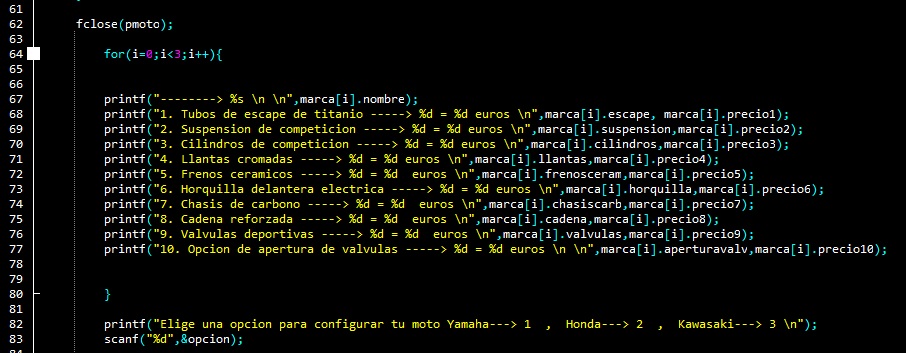 61
62 fclose(pmoto);
63
64 for(i=0;i<3;i++){
65
66
67 printf("--------> %s \n \n",marca[i].nombre);
68 printf("1. Tubos de escape de titanio -----> %d = %d euros \n",marca[i].escape, marca[i].precio1);
69 printf("2. Suspension de competicion -----> %d = %d euros \n",marca[i].suspension,marca[i].precio2);
70 printf("3. Cilindros de competicion -----> %d = %d euros \n",marca[i].cilindros,marca[i].precio3);
71 printf("4. Llantas cromadas -----> %d = %d euros \n",marca[i].llantas,marca[i].precio4);
72 printf("5. Frenos ceramicos -----> %d = %d  euros \n",marca[i].frenosceram,marca[i].precio5);
73 printf("6. Horquilla delantera electrica -----> %d = %d euros \n",marca[i].horquilla,marca[i].precio6);
74 printf("7. Chasis de carbono -----> %d = %d  euros \n",marca[i].chasiscarb,marca[i].precio7);
75 printf("8. Cadena reforzada -----> %d = %d euros \n",marca[i].cadena,marca[i].precio8);
76 printf("9. Valvulas deportivas -----> %d = %d  euros \n",marca[i].valvulas,marca[i].precio9);
77 printf("10. Opcion de apertura de valvulas -----> %d = %d euros \n \n",marca[i].aperturavalv,marca[i].precio10);
78
79
80 }
81
82 printf("Elige una opcion para configurar tu moto Yamaha---> 1  ,  Honda---> 2  ,  Kawasaki---> 3 \n");
83 scanf("%d",&opcion);